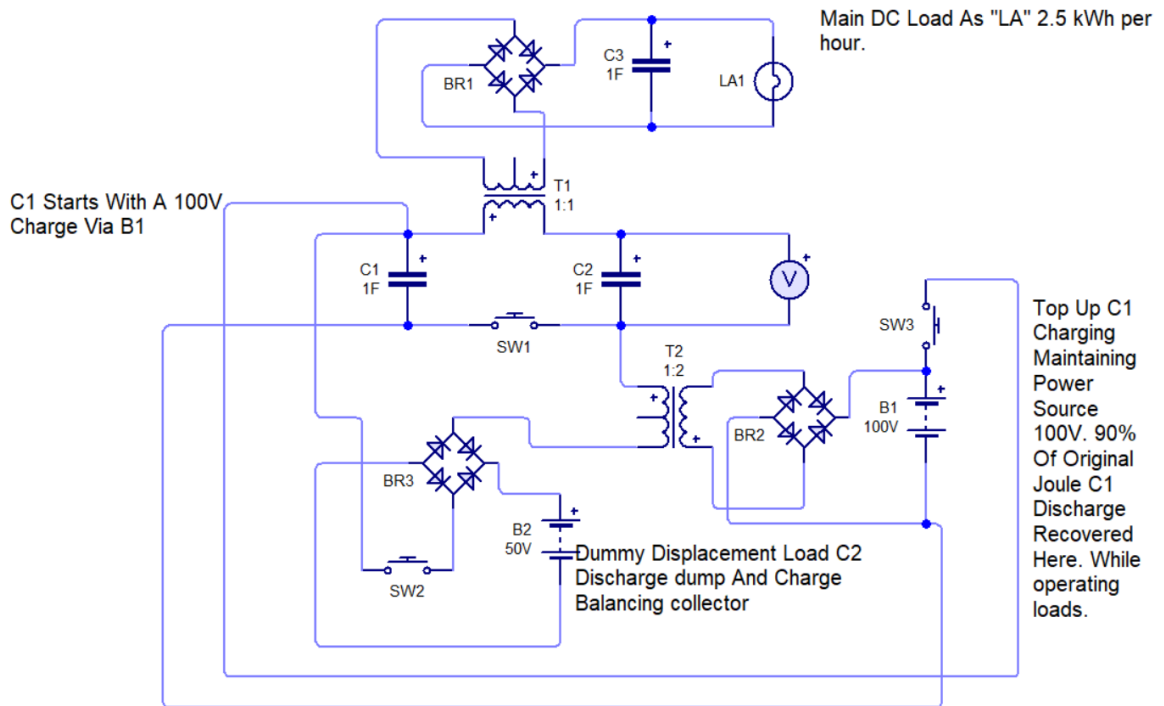 Main DC Load As "LA" 2.5 kWh per
hour.
C3
1F
BR1
LA1
C1 Starts With A 100V
Charge Via B1
T1
1:1
C1
1F
C2
1F
V
SW1
SW3
T2
1:2
Top Up C1
Charging
Maintaining
Power
Source
100V. 90%
Of Original
Joule C1
Discharge
Recovered
Here. While
operating
loads.
B1
100V
BR2
BR3
B2
50V
Dummy Displacement Load C2
Discharge dump And Charge
Balancing collector
SW2